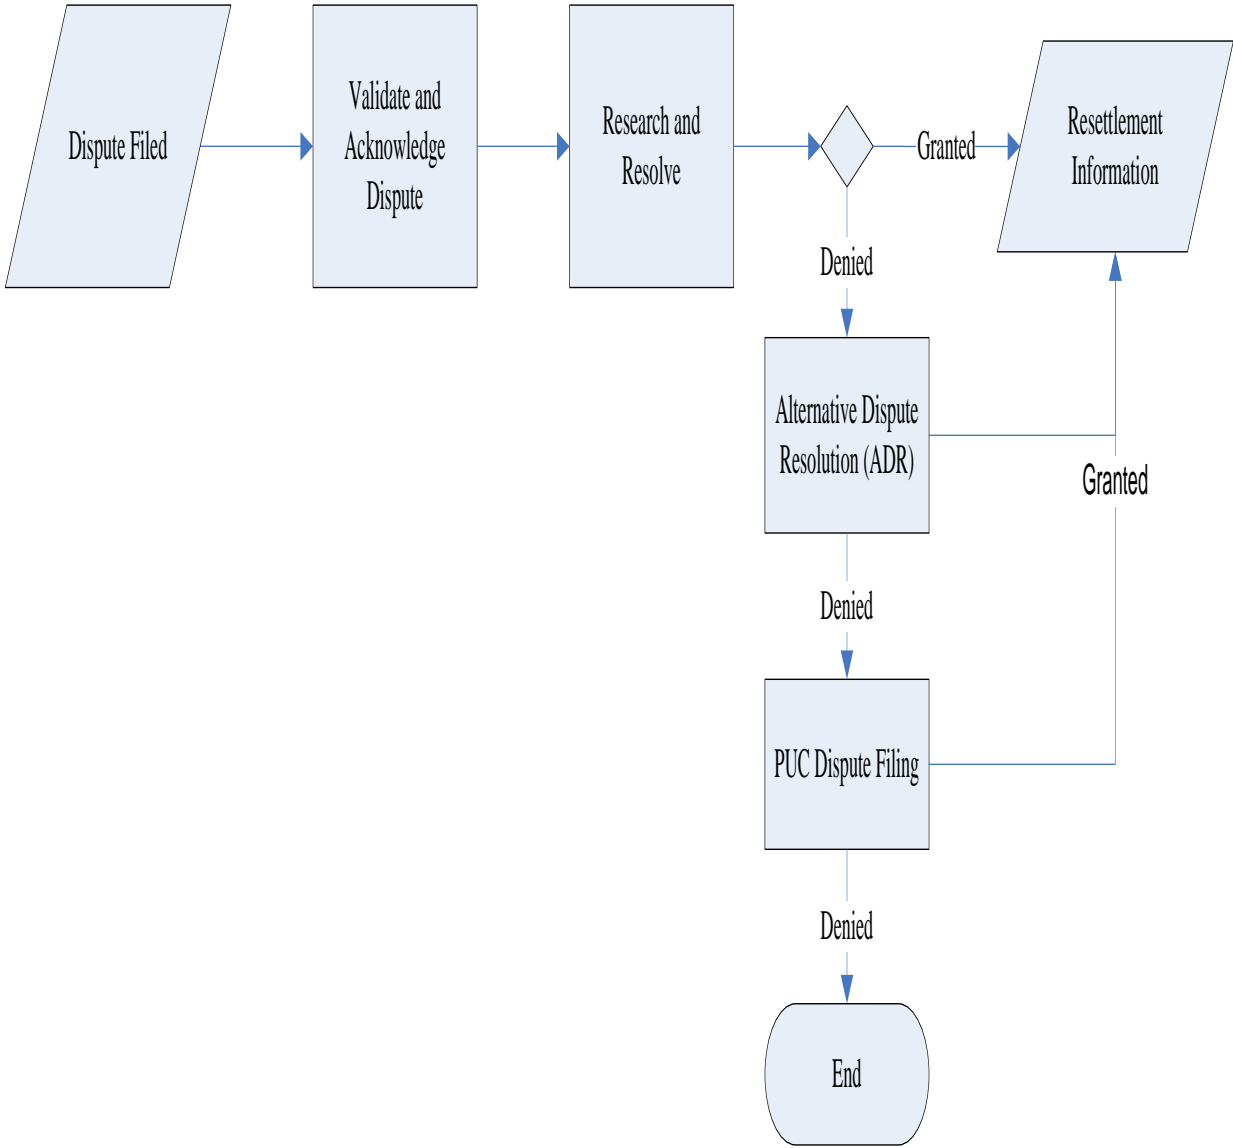 Dispute Filed
Validate and
Acknowledge
Dispute
Research and
Resolve
Granted
Resettlement
Information
Denied
Alternative Dispute
Resolution (ADR)
Granted
Denied
PUC Dispute Filing
Denied
End